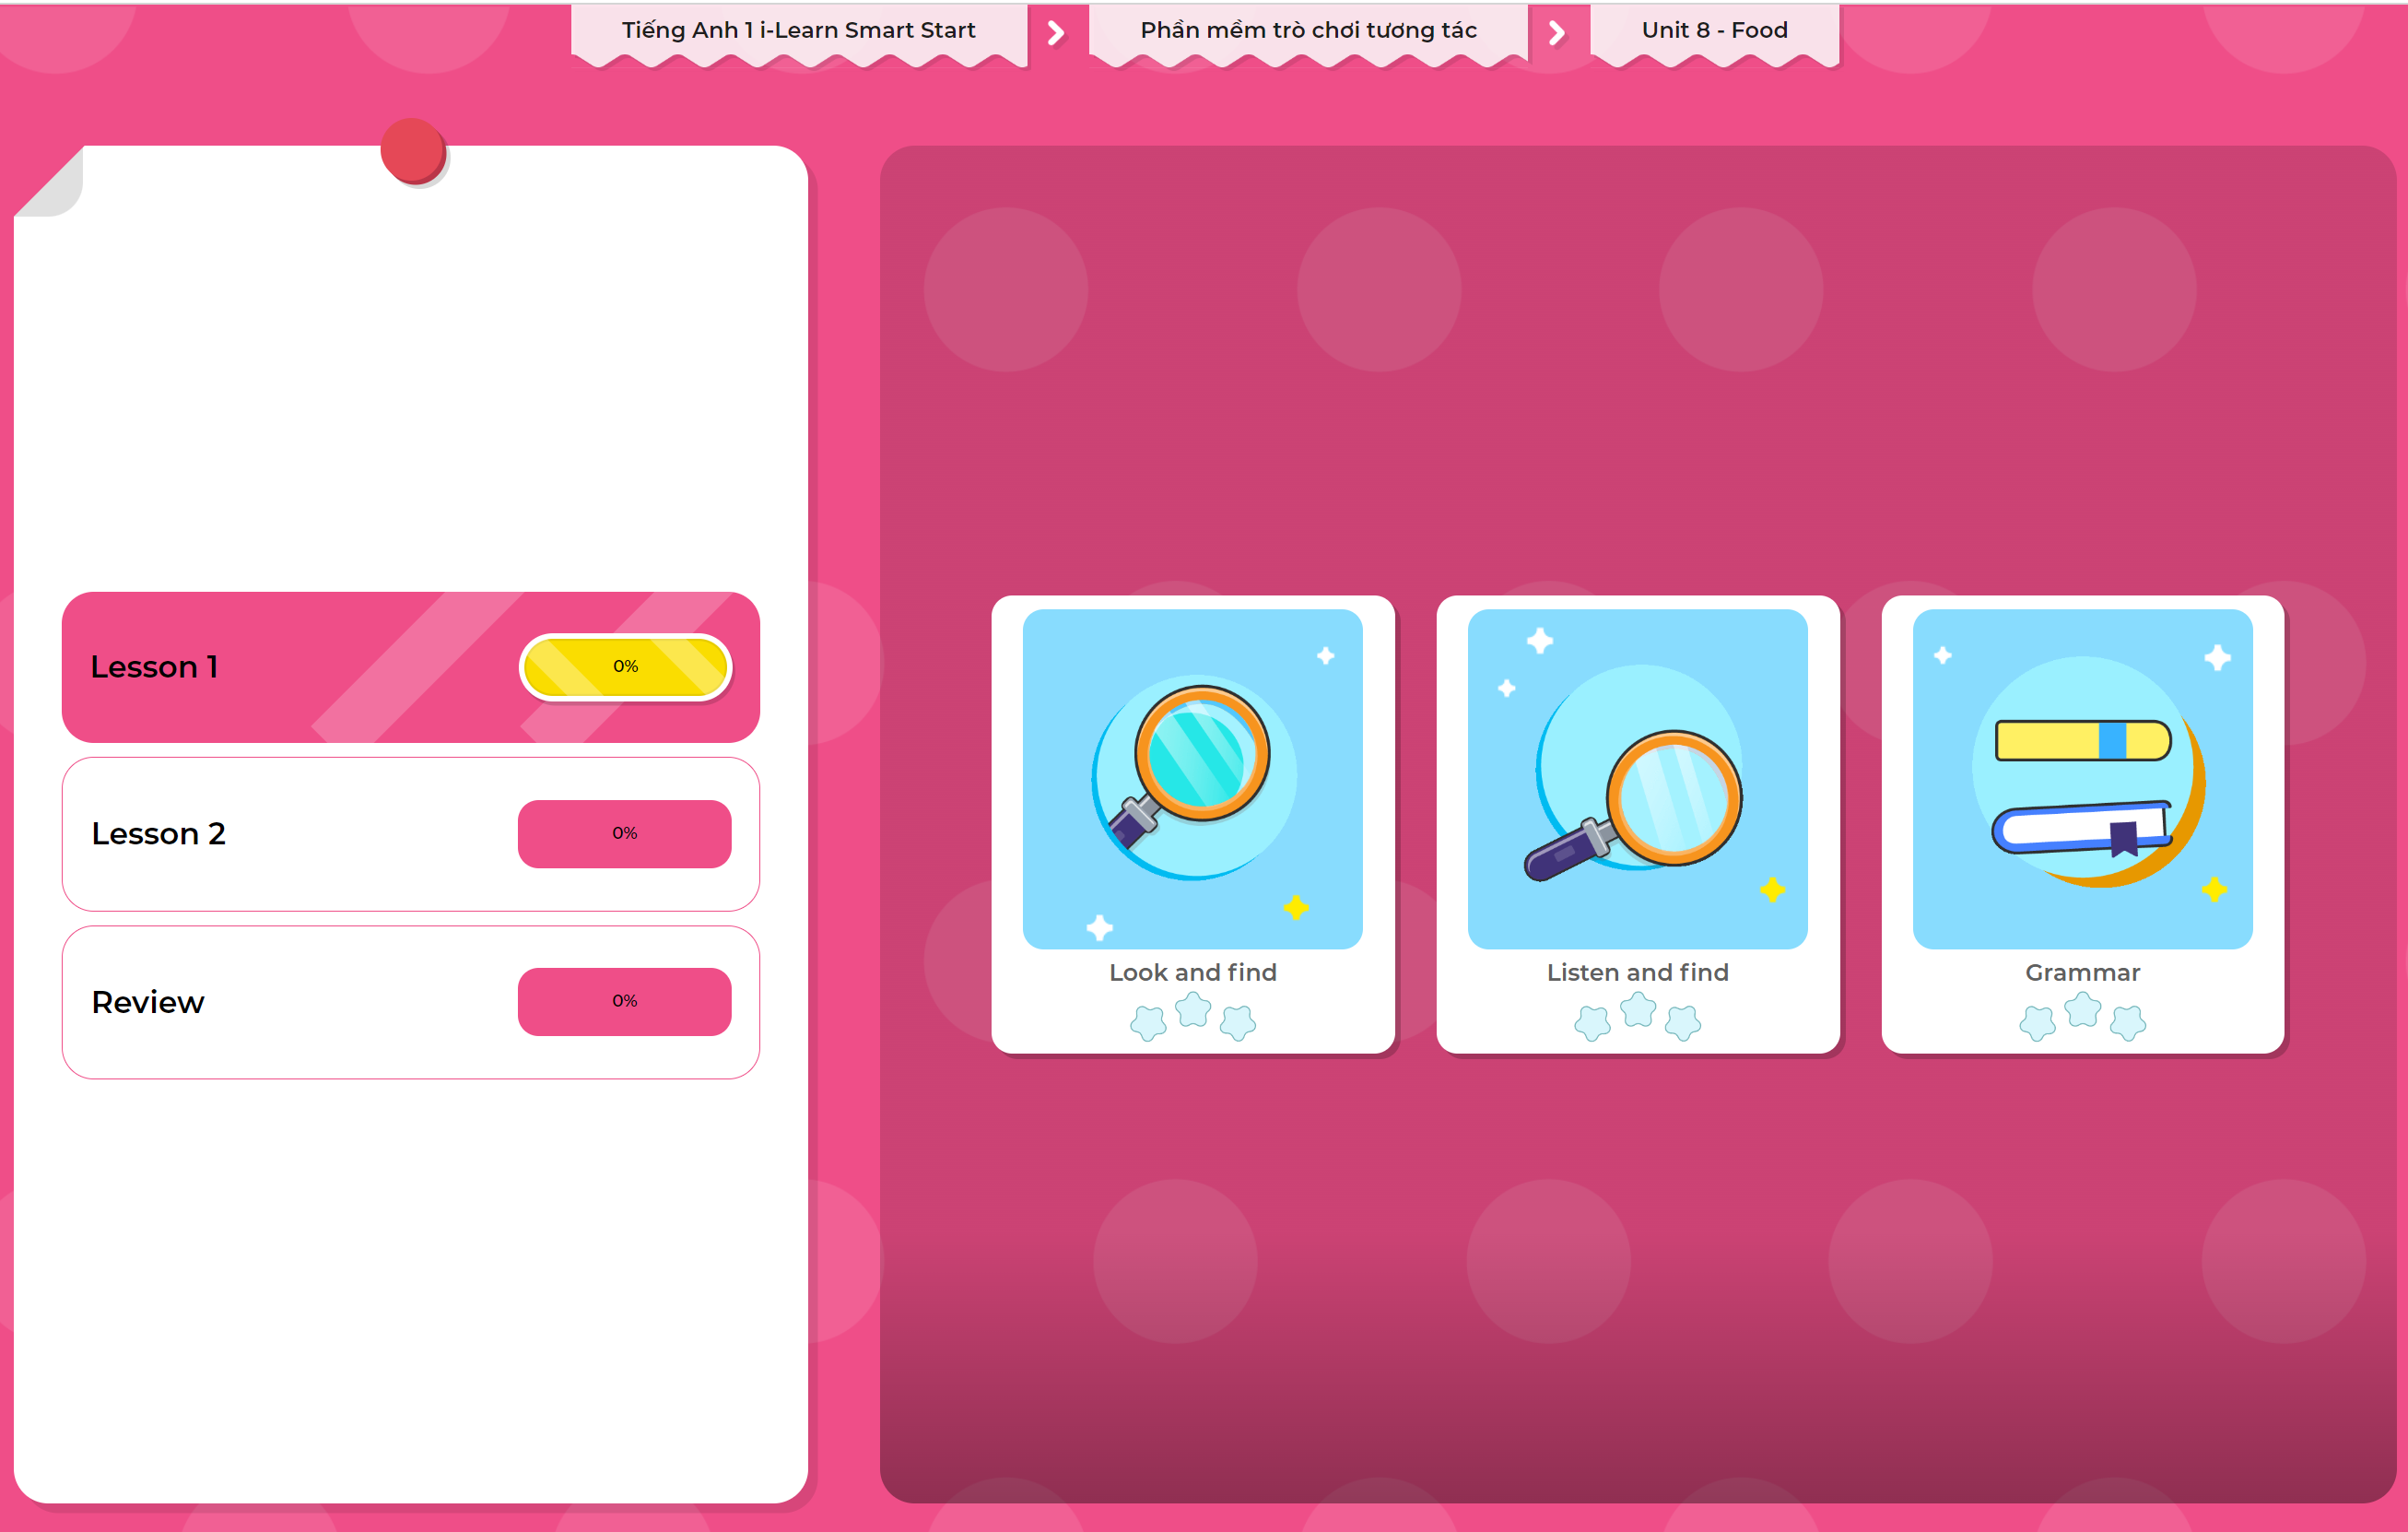 Tiếng Anh 1 i-Learn Smart Start
Phần mềm trò chơi tương tác
Unit 8 - Food
Lesson 1
0%
Lesson 2
0%
Review
0%
Look and find
Listen and find
Grammar